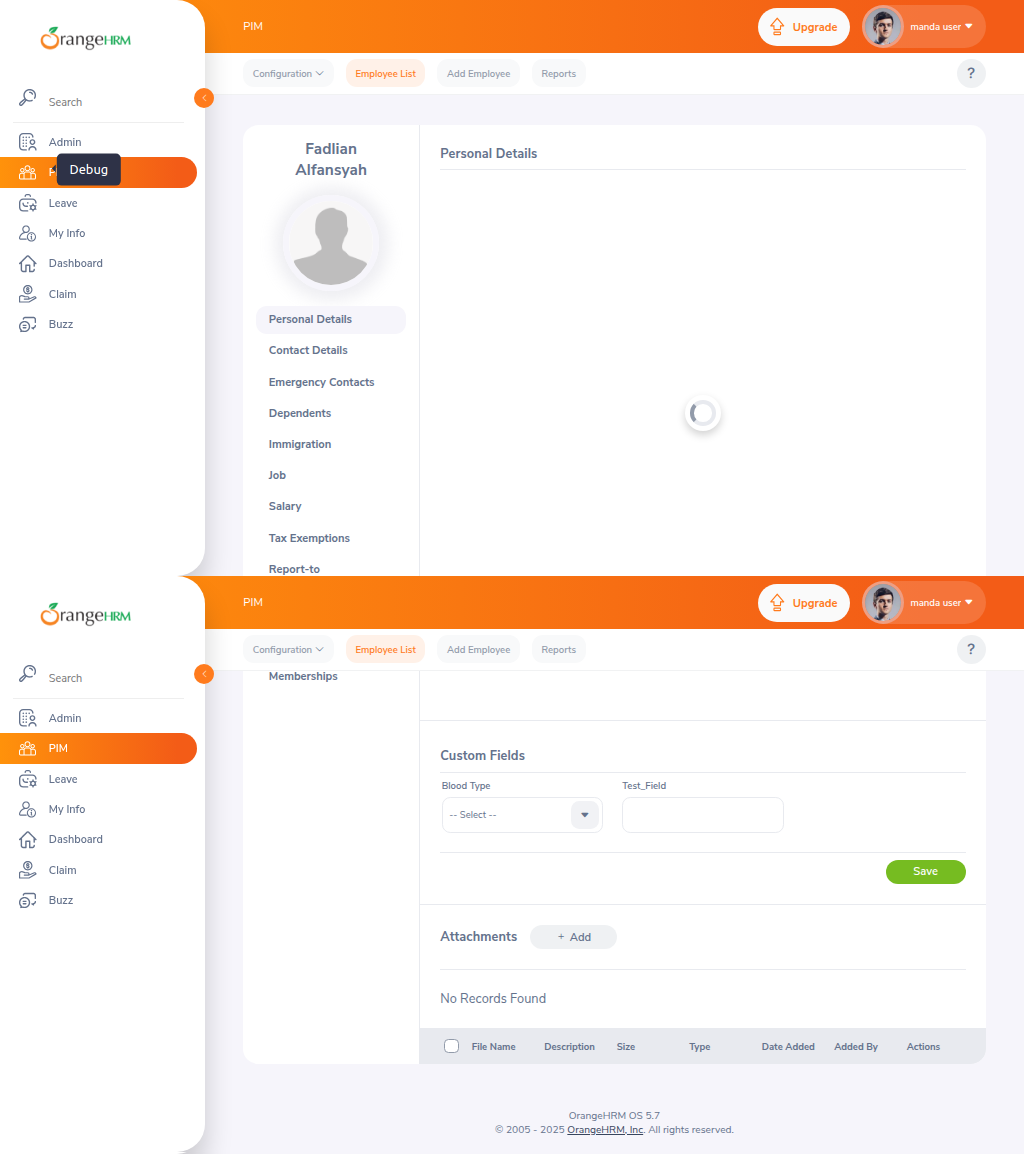 OrangeHRM
PIM
Upgrade
manda user
Configuration
Employee List
Add Employee
Reports
?
Search
Admin
Debug
Leave
My Info
Dashboard
Claim
Buzz
Fadlian
Alfansyah
Personal Details
Contact Details
Emergency Contacts
Dependents
Immigration
Job
Salary
Tax Exemptions
Report-to
Personal Details
OrangeHRM
PIM
Upgrade
manda user
Configuration
Employee List
Add Employee
Reports
?
Search
Admin
PIM
Leave
My Info
Dashboard
Claim
Buzz
Memberships
Custom Fields
Blood Type
Test_Field
-- Select --
Save
Attachments
+ Add
No Records Found
File Name Description Size Type Date Added Added By Actions
OrangeHRM OS 5.7
© 2005 - 2025 OrangeHRM, Inc. All rights reserved.